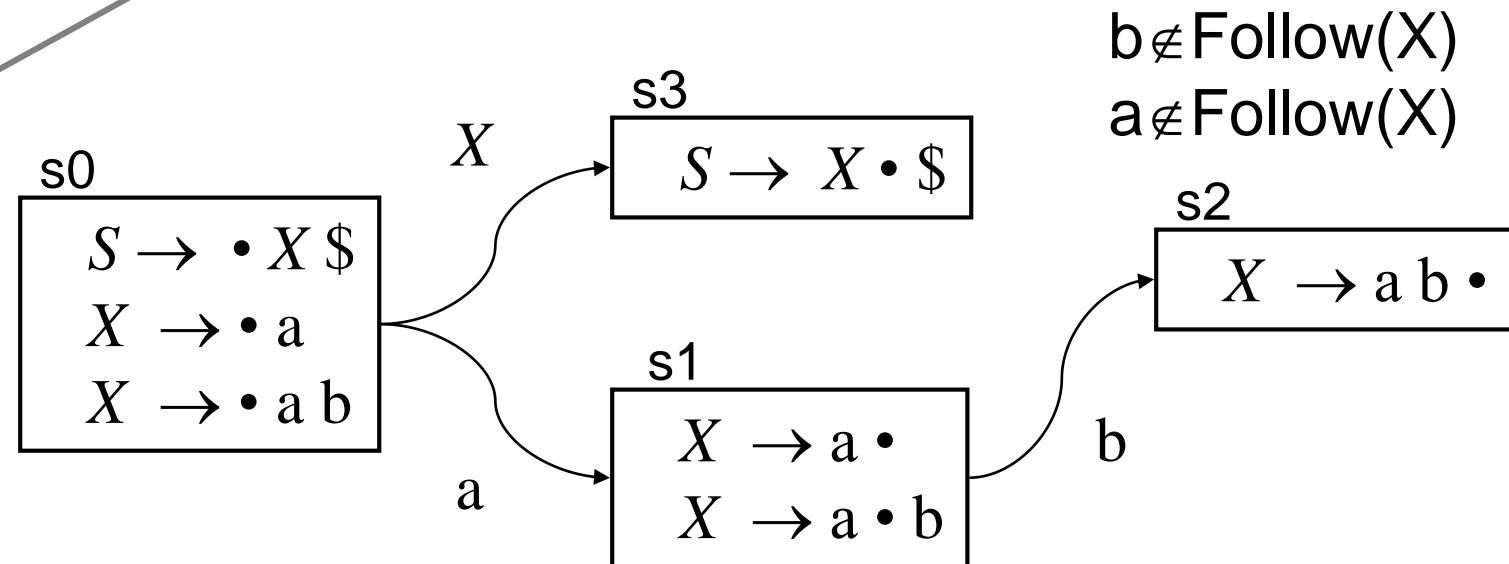 b∉Follow(X)
a∉Follow(X)
s3
X
S → X • $
s0
s2
S → • X $
X → • a
X → • a b
X → a b •
s1
X → a •
X → a • b
b
a